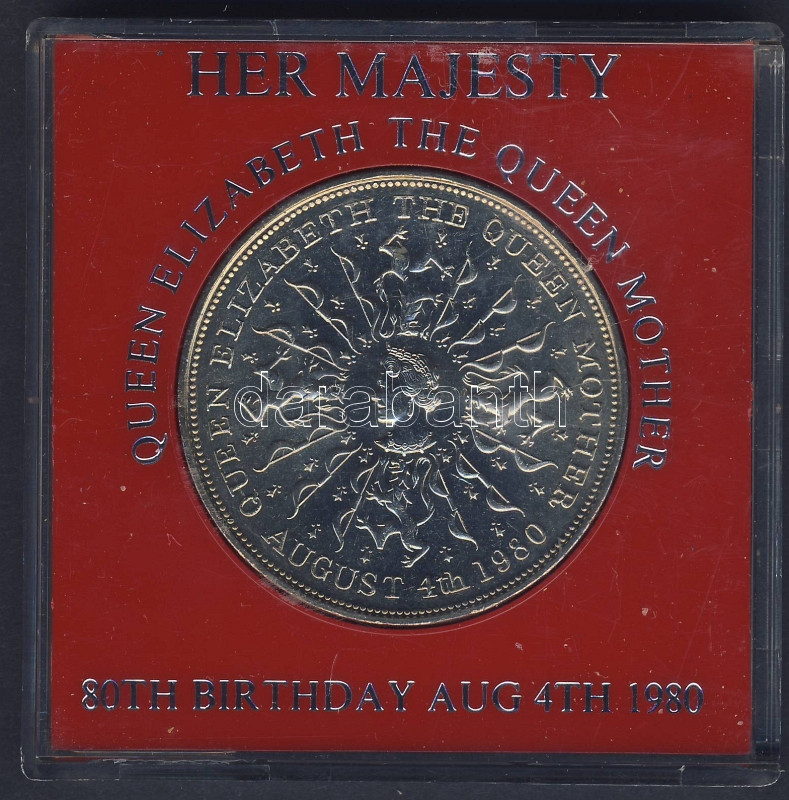 HER MAJESTY
QUEEN ELIZABETH THE QUEEN MOTHER
QUEEN ELIZABETH THE QUEEN MOTHER
AUGUST 4th 1980
darabanth
80TH BIRTHDAY AUG 4TH 1980